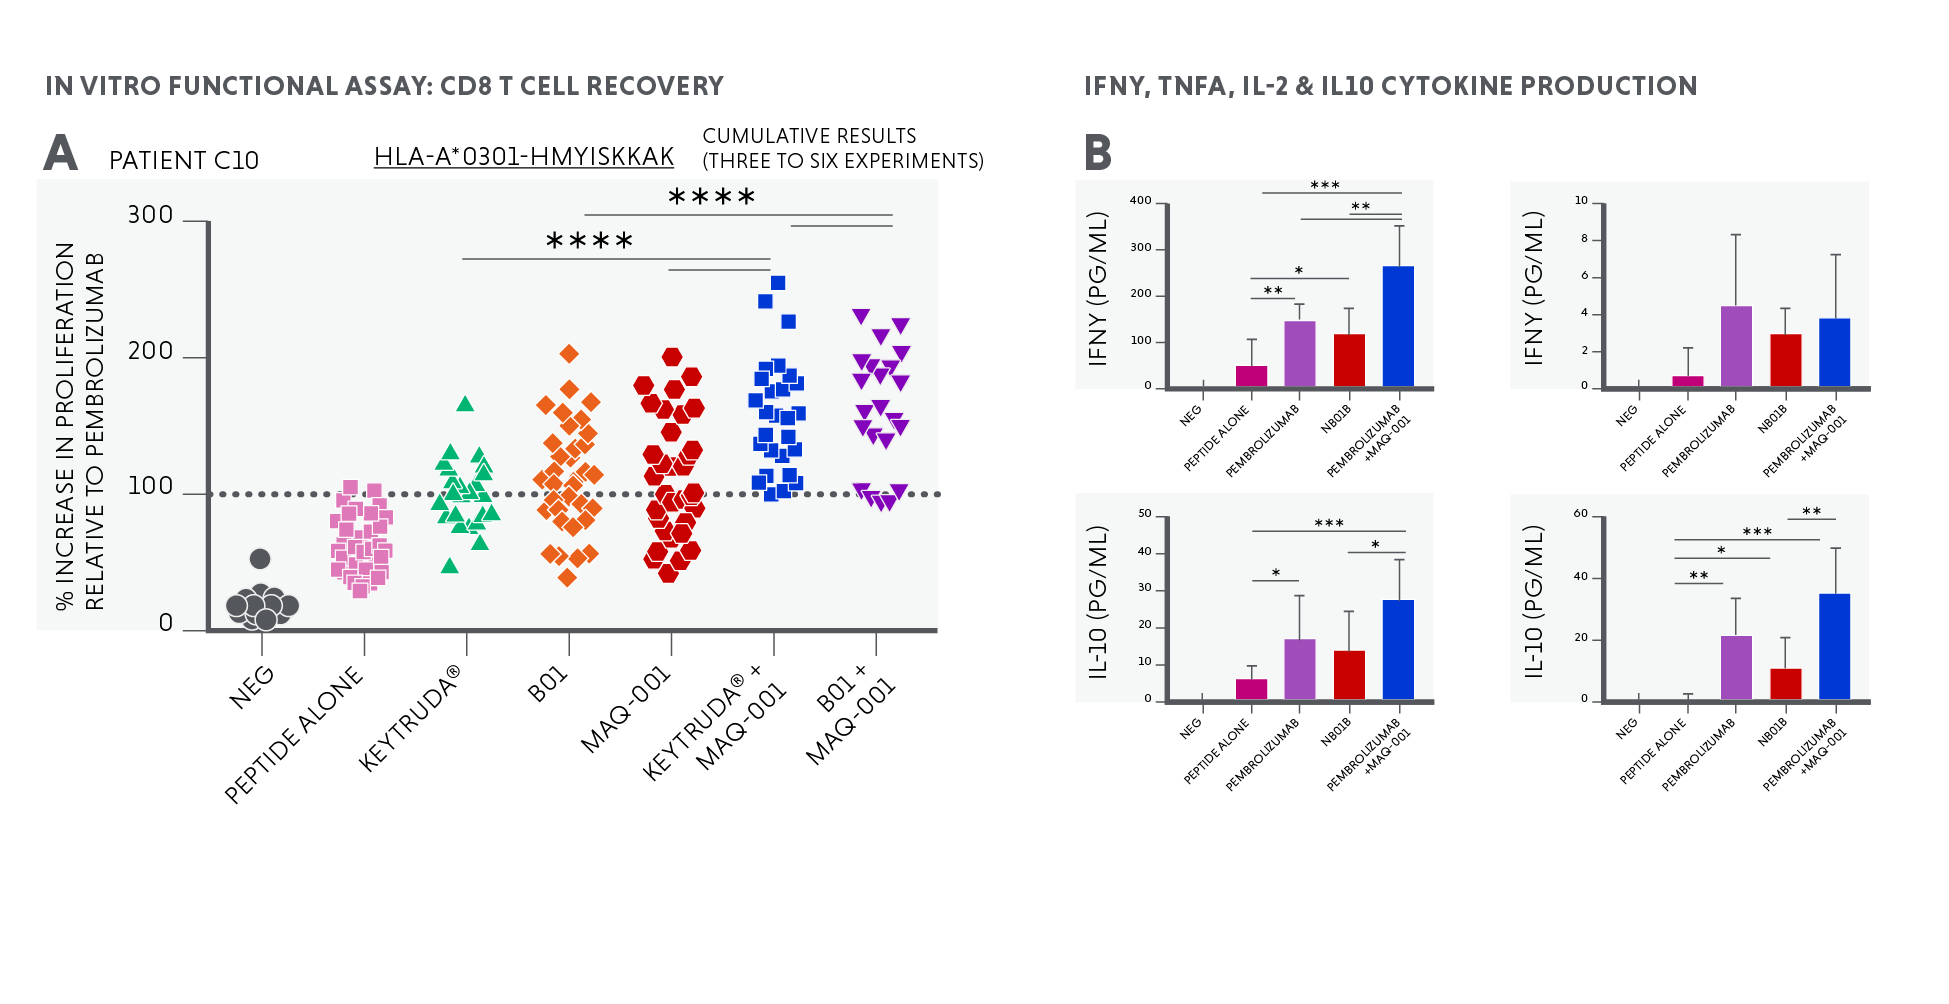 IN VITRO FUNCTIONAL ASSAY: CD8 T CELL RECOVERY
A
PATIENT C10
HLA-A*0301-HMYISKKAK
CUMULATIVE RESULTS
(THREE TO SIX EXPERIMENTS)
% INCREASE IN PROLIFERATION
RELATIVE TO PEMBROLIZUMAB
300
200
100
0
****
****
NEG
PEPTIDE ALONE
KEYTRUDA®
B01
MAQ-001
KEYTRUDA® +
MAQ-001
B01 +
MAQ-001
IFNY, TNFA, IL-2 & IL10 CYTOKINE PRODUCTION
B
IFNY (PG/ML)
400
300
200
100
0
***
**
*
**
NEG
PEPTIDE ALONE
PEMBROLIZUMAB
NB01B
PEMBROLIZUMAB
+MAQ-001
IFNY (PG/ML)
10
8
6
4
2
0
NEG
PEPTIDE ALONE
PEMBROLIZUMAB
NB01B
PEMBROLIZUMAB
+MAQ-001
IL-10 (PG/ML)
50
40
30
20
10
0
***
*
*
NEG
PEPTIDE ALONE
PEMBROLIZUMAB
NB01B
PEMBROLIZUMAB
+MAQ-001
IL-10 (PG/ML)
60
40
20
0
**
***
*
**
NEG
PEPTIDE ALONE
PEMBROLIZUMAB
NB01B
PEMBROLIZUMAB
+MAQ-001